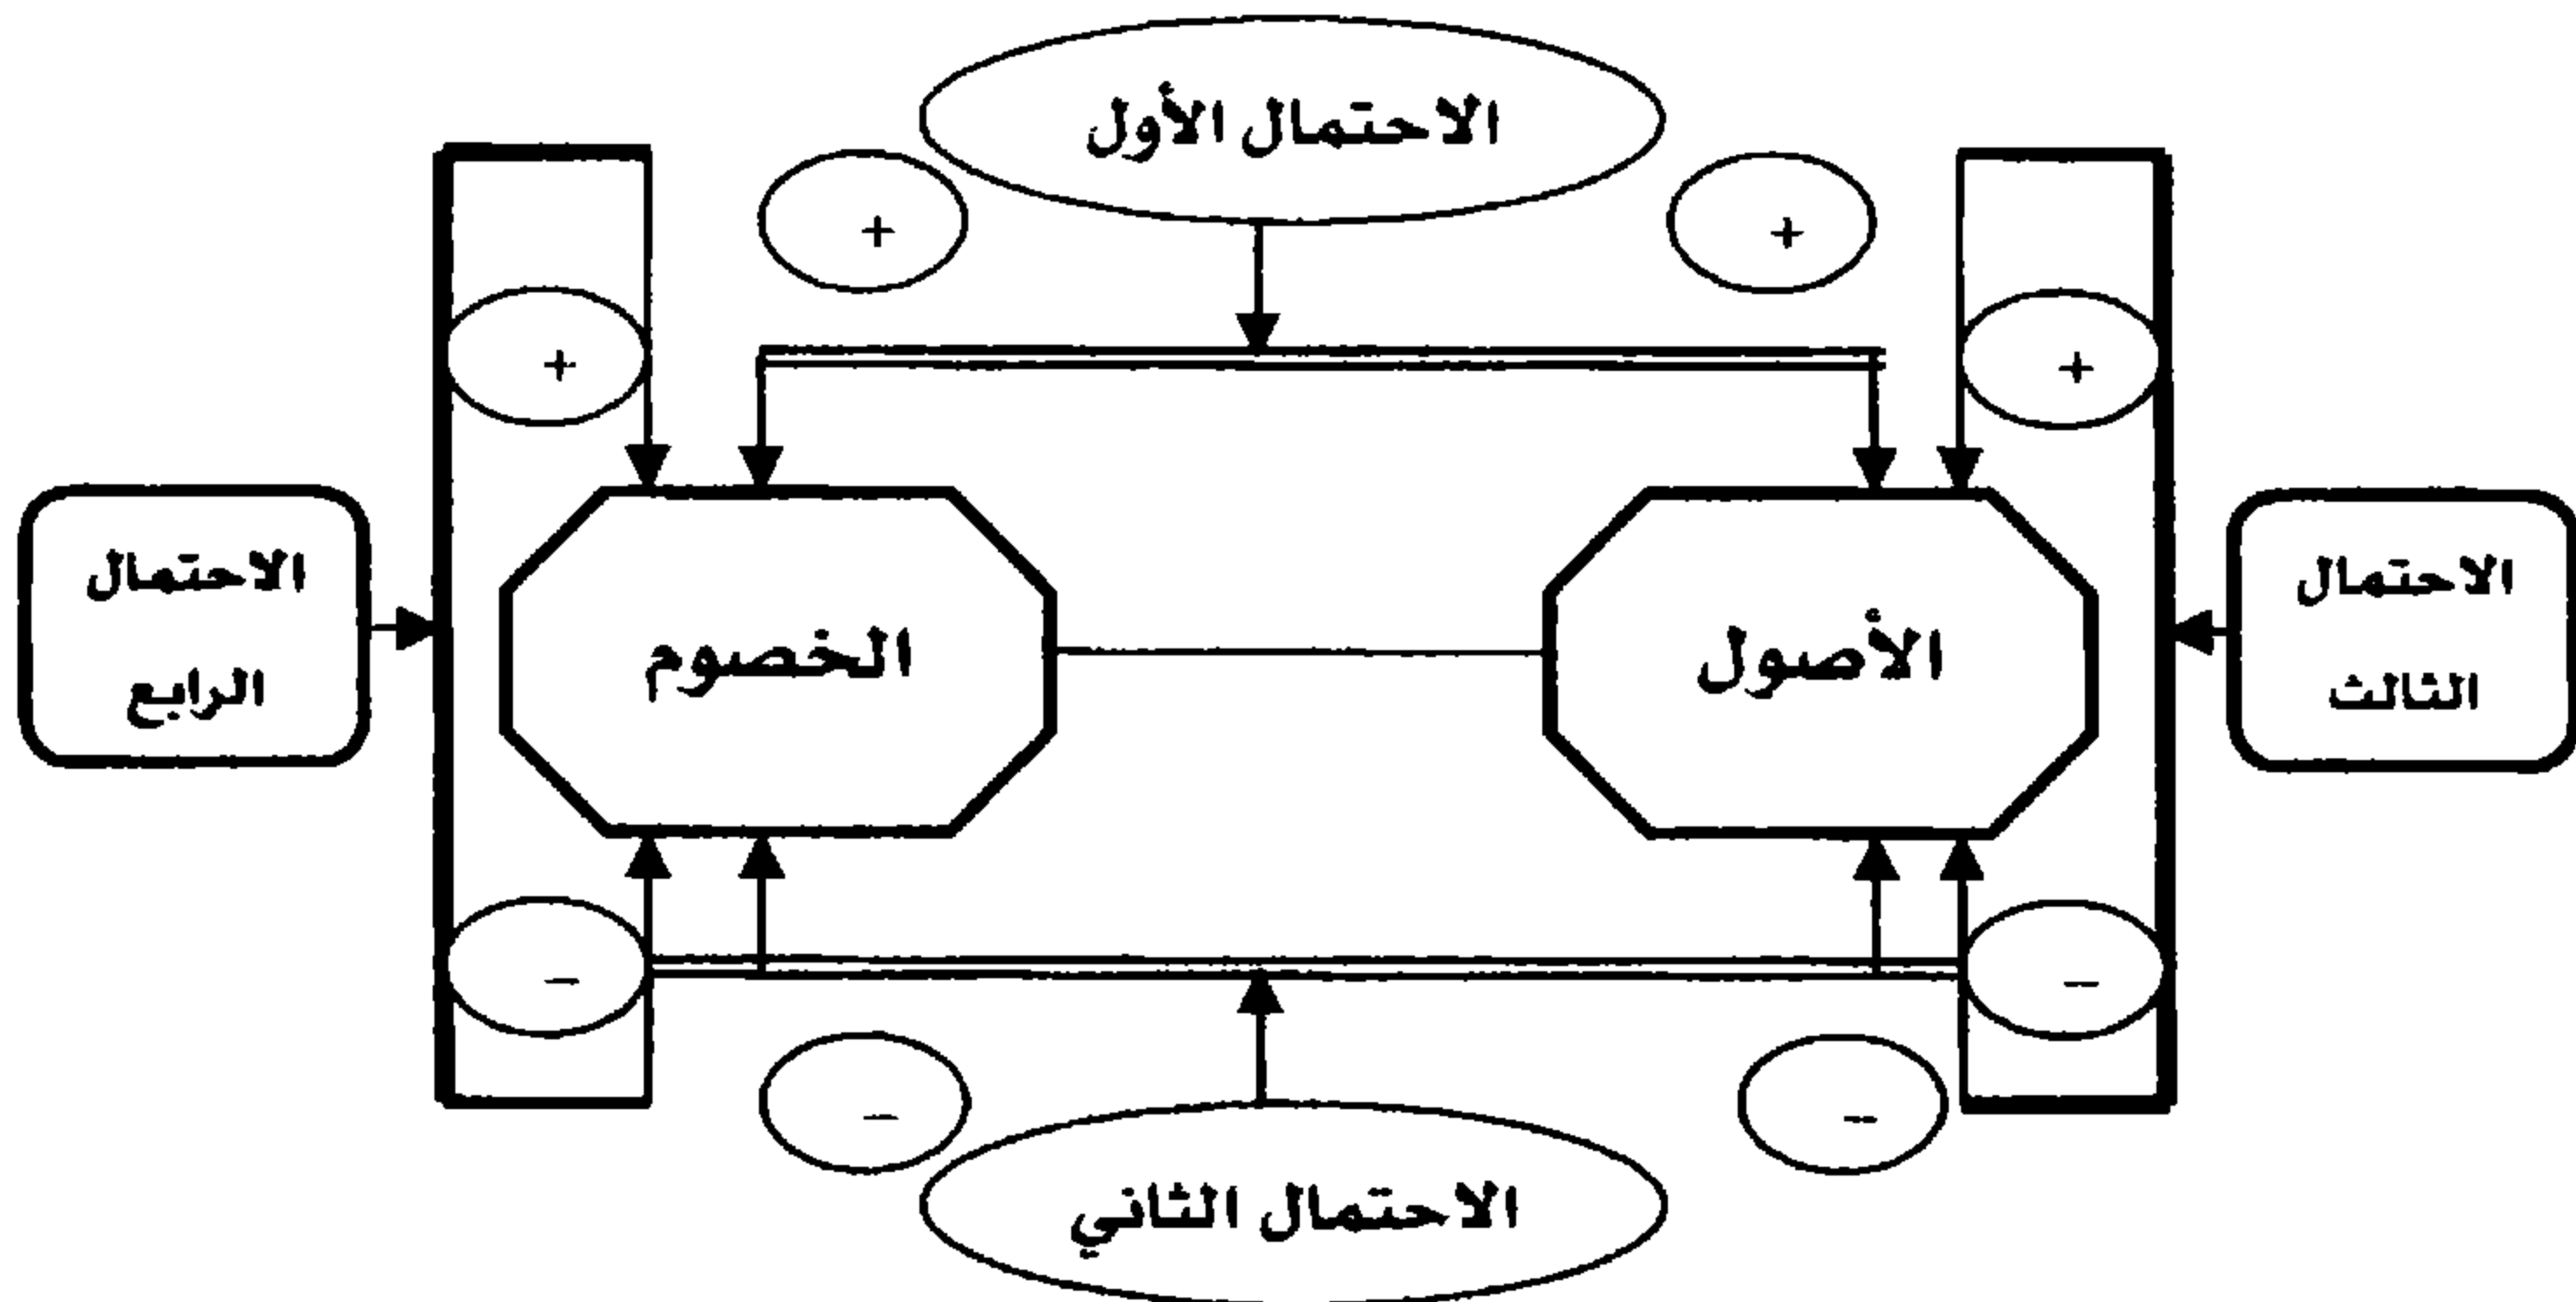 الاحتمال الأول
+
+
+
+
الاحتمال
الثالث
الأصول
الخصوم
الاحتمال
الرابع
–
–
–
–
الاحتمال الثاني